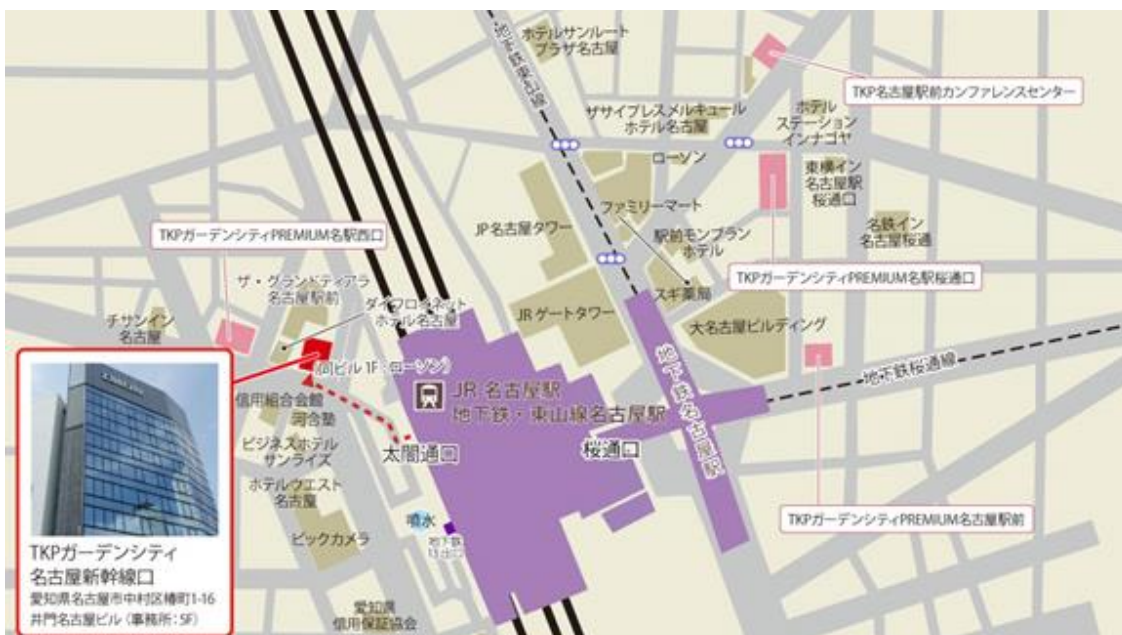 地下鉄東山線
ホテルサンルート
プラザ名古屋
TKP名古屋駅前カンファレンスセンター
ザサイプレスメルキュール
ホテル名古屋
ホテル
ステーション
インナゴヤ
ローソン
東横イン
名古屋駅
桜通口
ファミリーマート
名鉄イン
名古屋桜通
JP名古屋タワー
駅前モンブラン
ホテル
TKPガーデンシティPREMIUM名駅西口
TKPガーデンシティPREMIUM名駅桜通口
ザ・グランドティアラ
名古屋駅前
スギ薬局
ダイワロイネット
ホテル名古屋
チサンイン
名古屋
JRゲートタワー
大名古屋ビルディング
(同ビル1F:ローソン)
地下鉄桜通線
地下鉄名古屋駅
JR 名古屋駅
地下鉄・東山線名古屋駅
信用組合会館
河合塾
ビジネスホテル
サンライズ
太閤通口
桜通口
ホテルウエスト
名古屋
噴水
ビックカメラ
TKPガーデンシティPREMIUM名古屋駅前
愛知県
信用保証協会
TKPガーデンシティ
名古屋新幹線口
愛知県名古屋市中村区椿町1-16
井門名古屋ビル(事務所:5F)